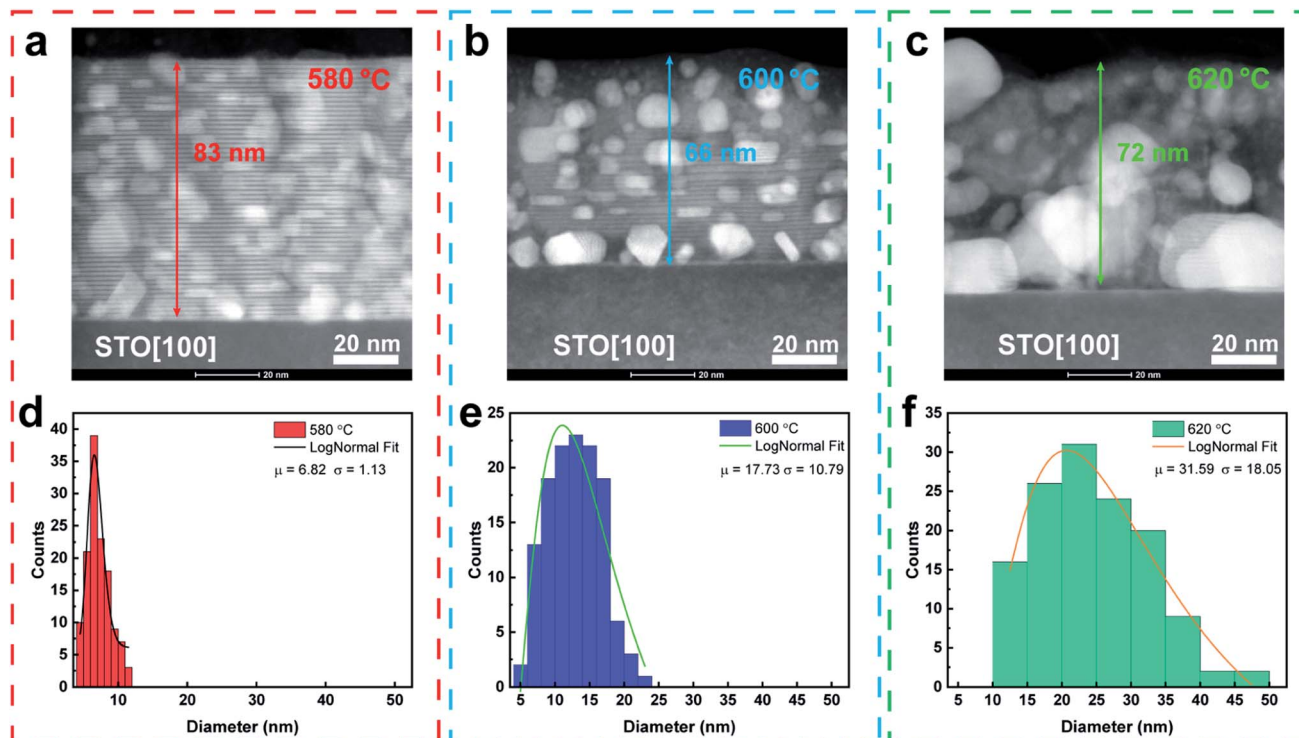 a
580 °C
83 nm
STO[100]
20 nm
20 nm
b
600 °C
66 nm
STO[100]
20 nm
20 nm
c
620 °C
72 nm
STO[100]
20 nm
20 nm
d
580 °C
LogNormal Fit
μ = 6.82 σ = 1.13
Counts
40
35
30
25
20
15
10
5
0
10
20
30
40
50
Diameter (nm)
e
600 °C
LogNormal Fit
μ = 17.73 σ = 10.79
Counts
25
20
15
10
5
0
5
10
15
20
25
30
35
40
45
50
Diameter (nm)
f
620 °C
LogNormal Fit
μ = 31.59 σ = 18.05
Counts
35
30
25
20
15
10
5
0
5
10
15
20
25
30
35
40
45
50
Diameter (nm)